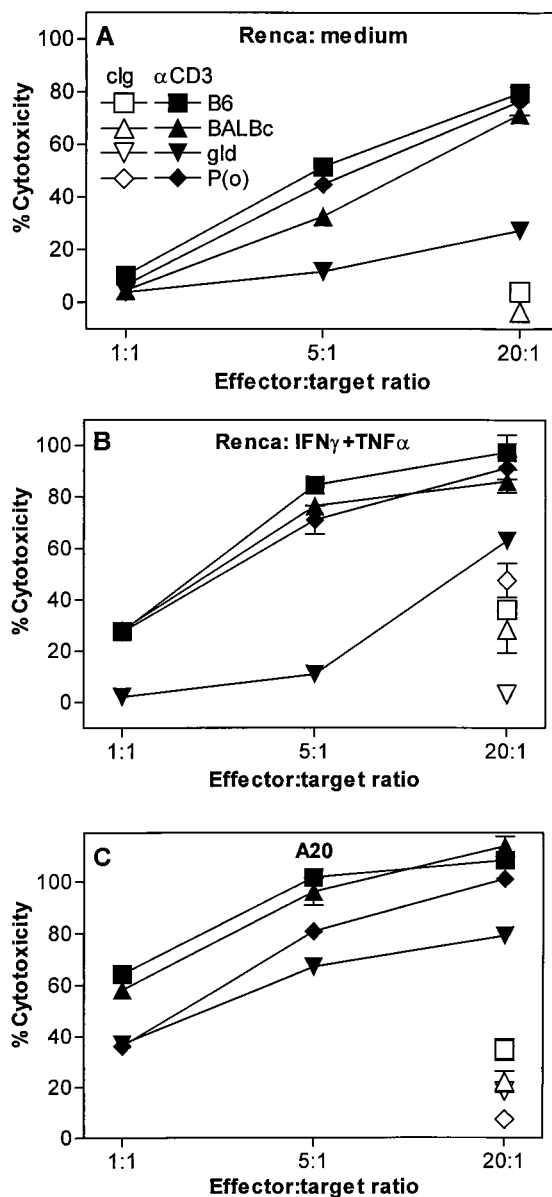 A
Renca: medium
cIg αCD3
B6
BALBc
gld
P(o)
100
80
60
40
20
0
% Cytotoxicity
1:1
5:1
20:1
Effector:target ratio
B
Renca: IFNγ+TNFα
100
80
60
40
20
0
% Cytotoxicity
1:1
5:1
20:1
Effector:target ratio
C
A20
100
80
60
40
20
0
% Cytotoxicity
1:1
5:1
20:1
Effector:target ratio